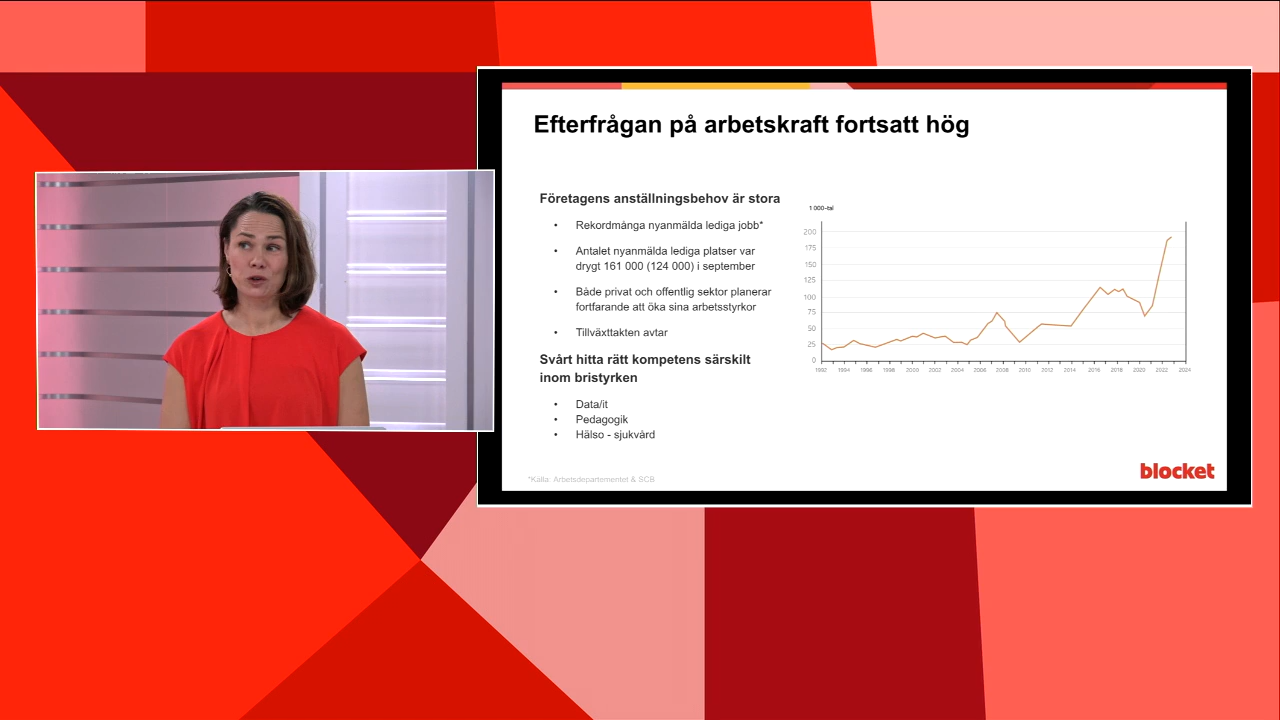 Efterfrågan på arbetskraft fortsatt hög
Företagens anställningsbehov är stora
• Rekordmånga nyanmälda lediga jobb*
• Antalet nyanmälda lediga platser var
drygt 161 000 (124 000) i september
• Både privat och offentlig sektor planerar
fortfarande att öka sina arbetsstyrkor
• Tillväxttakten avtar
Svårt hitta rätt kompetens särskilt
inom bristyrken
• Data/it
• Pedagogik
• Hälso - sjukvård
*Källa: Arbetsdepartementet & SCB
1 000-tal
200
175
150
125
100
75
50
25
0
1992 1994 1996 1998 2000 2002 2004 2006 2008 2010 2012 2014 2016 2018 2020 2022 2024
blocket